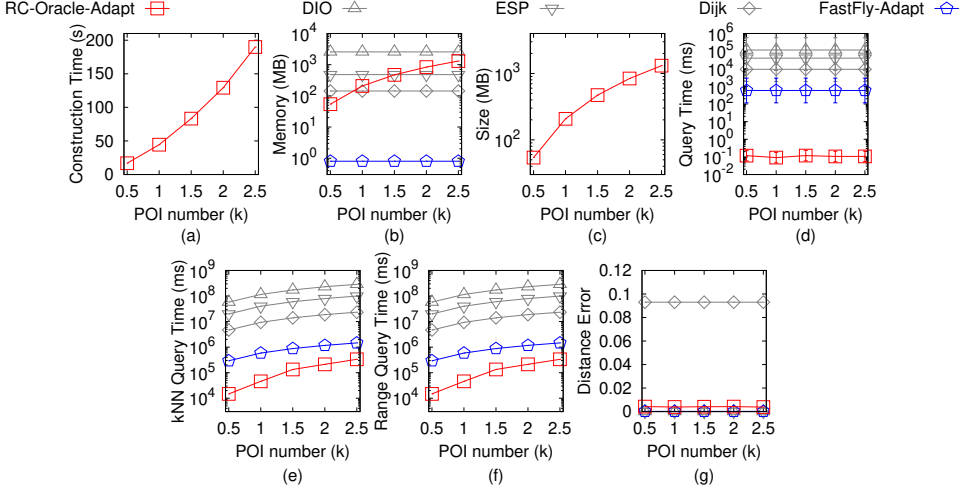 RC-Oracle-Adapt DIO ESP Dijk FastFly-Adapt
Construction Time (s)
200
150
100
50
0
0.5 1 1.5 2 2.5
POI number (k)
(a)
Memory (MB)
10^4
10^3
10^2
10^1
10^0
0.5 1 1.5 2 2.5
POI number (k)
(b)
Size (MB)
10^3
10^2
0.5 1 1.5 2 2.5
POI number (k)
(c)
Query Time (ms)
10^6
10^5
10^4
10^3
10^2
10^1
10^0
10^-1
10^-2
0.5 1 1.5 2 2.5
POI number (k)
(d)
kNN Query Time (ms)
10^9
10^8
10^7
10^6
10^5
10^4
0.5 1 1.5 2 2.5
POI number (k)
(e)
Range Query Time (ms)
10^9
10^8
10^7
10^6
10^5
10^4
0.5 1 1.5 2 2.5
POI number (k)
(f)
Distance Error
0.12
0.1
0.08
0.06
0.04
0.02
0
0.5 1 1.5 2 2.5
POI number (k)
(g)